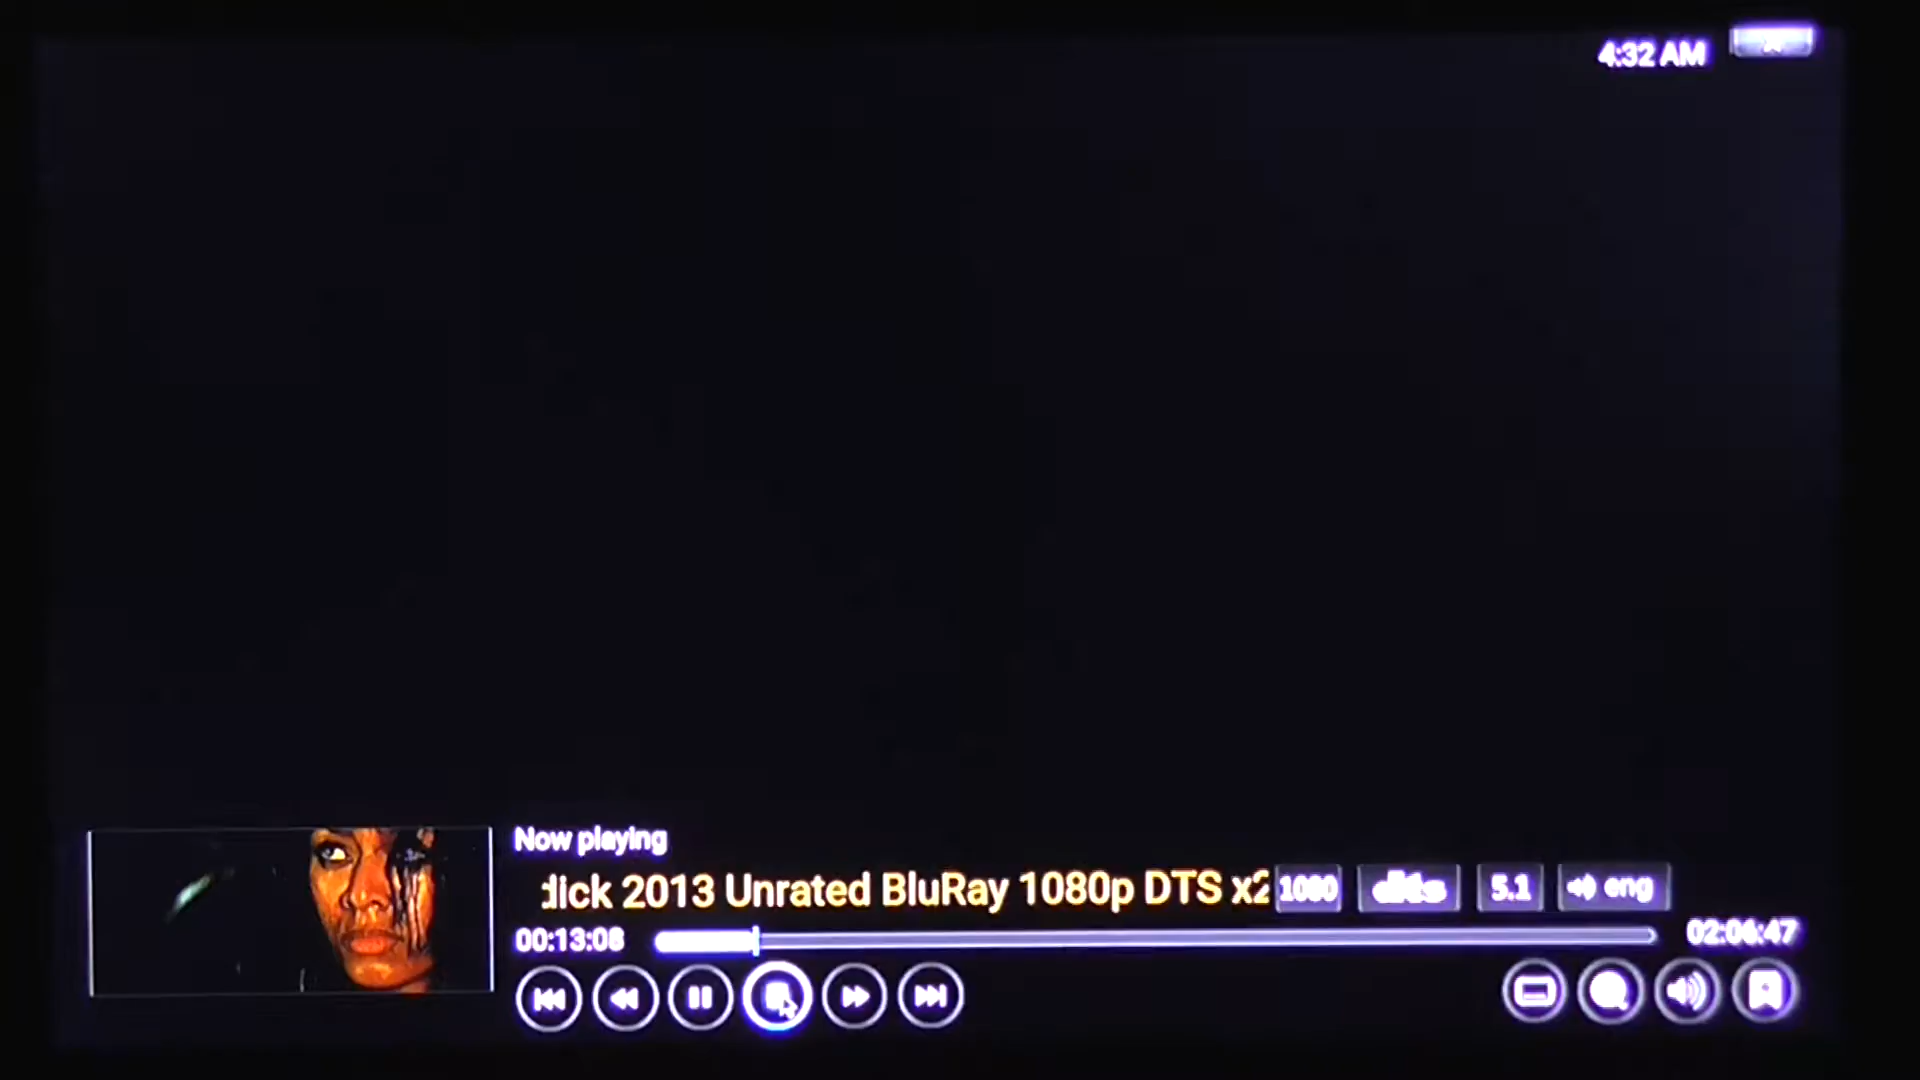 4:32 AM
Now playing
dick 2013 Unrated BluRay 1080p DTS x2
1080
dts
5.1
eng
00:13:08
02:06:47